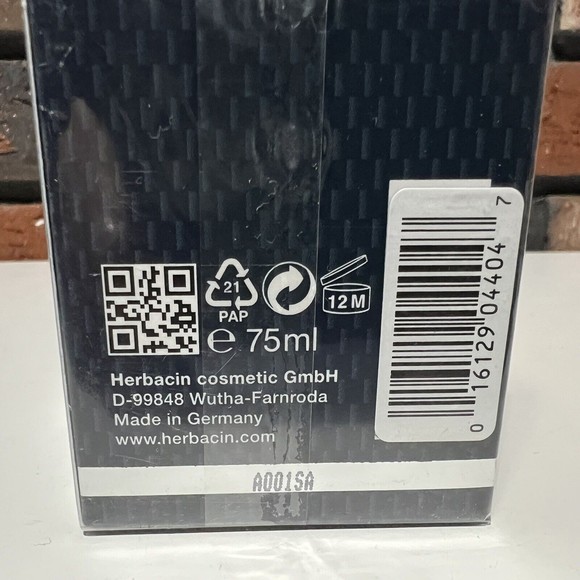 21
PAP
12 M
e 75ml
Herbacin cosmetic GmbH
D-99848 Wutha-Farnroda
Made in Germany
www.herbacin.com
0 16129 04404 7
A001SA